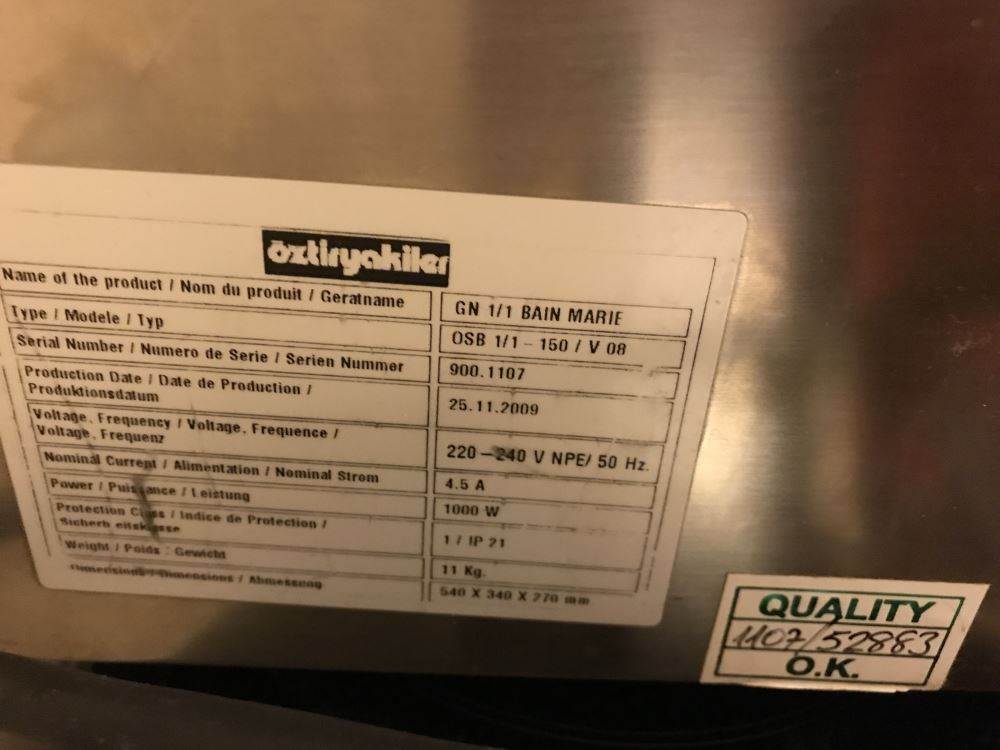 öztiryakiler
Name of the product / Nom du produit / Geratname
GN 1/1 BAIN MARIE
Type / Modele / Typ
OSB 1/1 - 150 / V 08
Serial Number / Numero de Serie / Serien Nummer
900.1107
Production Date / Date de Production /
Produktionsdatum
25.11.2009
Voltage, Frequency / Voltage, Frequence /
Voltage, Frequenz
220 - 240 V NPE/ 50 Hz.
Nominal Current / Alimentation / Nominal Strom
4.5 A
Power / Puissance / Leistung
1000 W
Protection Class / Indice de Protection /
Sicherheitsklasse
1 / IP 21
Weight / Poids : Gewicht
11 Kg.
Dimensions / Dimensions / Abmessung
540 X 340 X 270 mm
QUALITY
1107/52883
O.K.